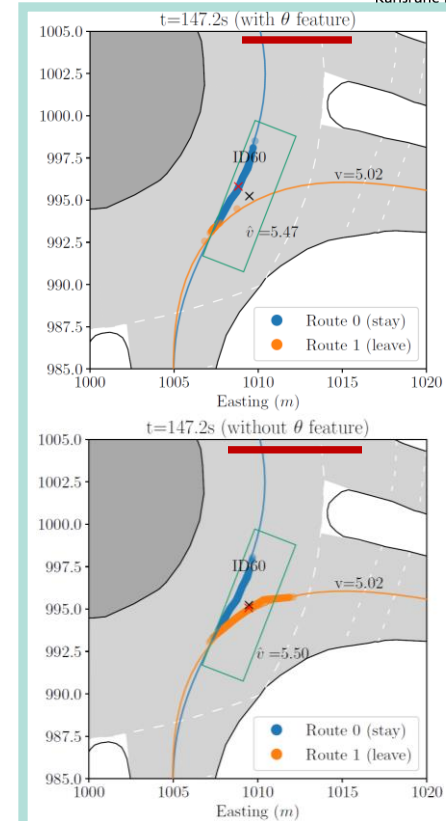 t=147.2s (with θ feature)
1005.0
1002.5
1000.0
997.5
995.0
992.5
990.0
987.5
985.0
ID60
v=5.02
v̂ =5.47
Route 0 (stay)
Route 1 (leave)
1000 1005 1010 1015 1020
Easting (m)
t=147.2s (without θ feature)
1005.0
1002.5
1000.0
997.5
995.0
992.5
990.0
987.5
985.0
ID60
v=5.02
v̂ =5.50
Route 0 (stay)
Route 1 (leave)
1000 1005 1010 1015 1020
Easting (m)